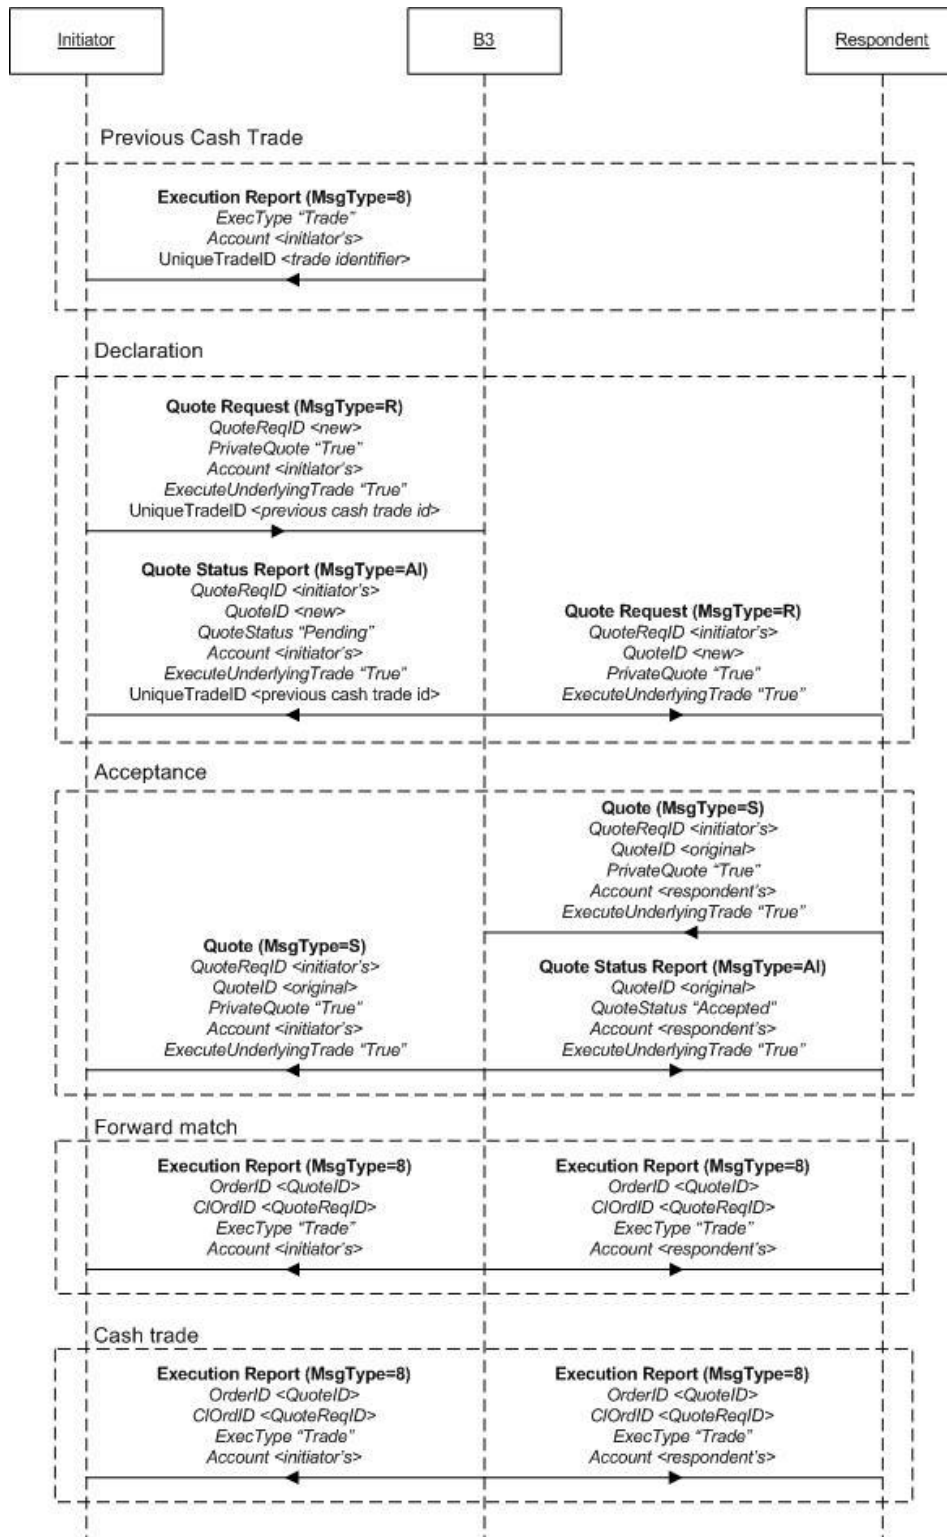 Initiator
B3
Respondent
Previous Cash Trade
Execution Report (MsgType=8)
ExecType “Trade”
Account <initiator’s>
UniqueTradeID <trade identifier>
Declaration
Quote Request (MsgType=R)
QuoteReqID <new>
PrivateQuote “True”
Account <initiator’s>
ExecuteUnderlyingTrade “True”
UniqueTradeID <previous cash trade id>
Quote Status Report (MsgType=AI)
QuoteReqID <initiator’s>
QuoteID <new>
QuoteStatus “Pending”
Account <initiator’s>
ExecuteUnderlyingTrade “True”
UniqueTradeID <previous cash trade id>
Quote Request (MsgType=R)
QuoteReqID <initiator’s>
QuoteID <new>
PrivateQuote “True”
ExecuteUnderlyingTrade “True”
Acceptance
Quote (MsgType=S)
QuoteReqID <initiator’s>
QuoteID <original>
PrivateQuote “True”
Account <respondent’s>
ExecuteUnderlyingTrade “True”
Quote (MsgType=S)
QuoteReqID <initiator’s>
QuoteID <original>
PrivateQuote “True”
Account <initiator’s>
ExecuteUnderlyingTrade “True”
Quote Status Report (MsgType=AI)
QuoteID <original>
QuoteStatus “Accepted”
Account <respondent’s>
ExecuteUnderlyingTrade “True”
Forward match
Execution Report (MsgType=8)
OrderID <QuoteID>
ClOrdID <QuoteReqID>
ExecType “Trade”
Account <initiator’s>
Execution Report (MsgType=8)
OrderID <QuoteID>
ClOrdID <QuoteReqID>
ExecType “Trade”
Account <respondent’s>
Cash trade
Execution Report (MsgType=8)
OrderID <QuoteID>
ClOrdID <QuoteReqID>
ExecType “Trade”
Account <initiator’s>
Execution Report (MsgType=8)
OrderID <QuoteID>
ClOrdID <QuoteReqID>
ExecType “Trade”
Account <respondent’s>